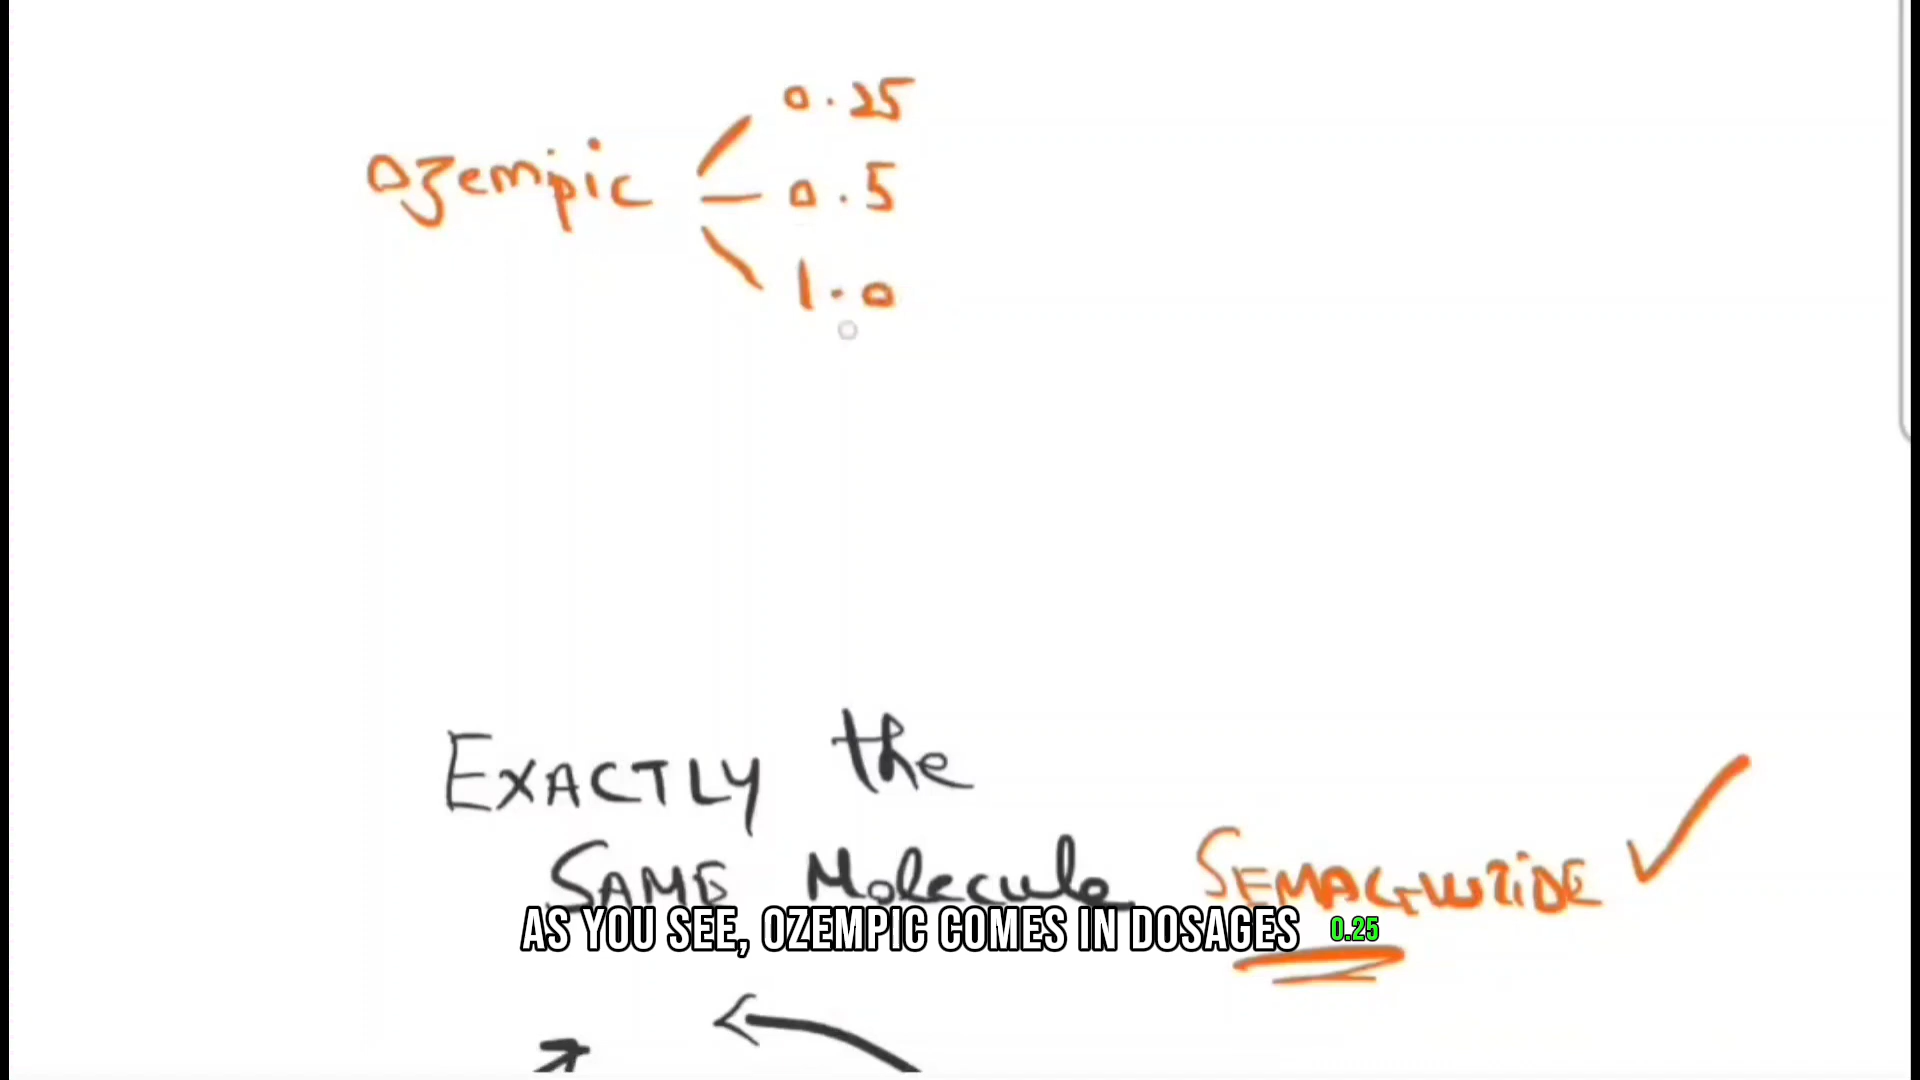 0.25
Ozempic
0.5
1.0
EXACTLY the
SAME Molecule SEMAGLUTIDE
AS YOU SEE, OZEMPIC COMES IN DOSAGES 0.25